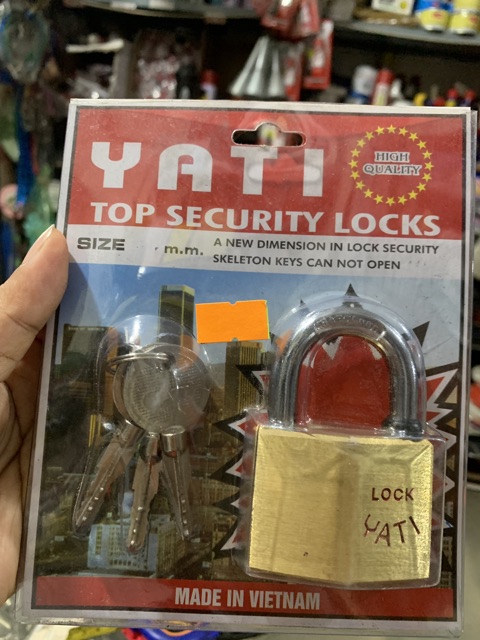 YATI
HIGH
QUALITY
TOP SECURITY LOCKS
SIZE m.m.
A NEW DIMENSION IN LOCK SECURITY
SKELETON KEYS CAN NOT OPEN
LOCK
YATI
MADE IN VIETNAM